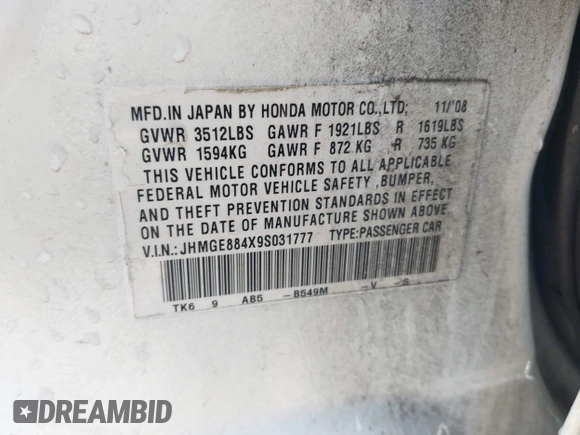 MFD.IN JAPAN BY HONDA MOTOR CO.,LTD; 11/'08
GVWR 3512LBS GAWR F 1921LBS R 1619LBS
GVWR 1594KG GAWR F 872 KG R 735 KG
THIS VEHICLE CONFORMS TO ALL APPLICABLE
FEDERAL MOTOR VEHICLE SAFETY ,BUMPER,
AND THEFT PREVENTION STANDARDS IN EFFECT
ON THE DATE OF MANUFACTURE SHOWN ABOVE.
V.I.N.:JHMGE884X9S031777 TYPE:PASSENGER CAR
TK6 9 AB5 -B549M -V
DREAMBID